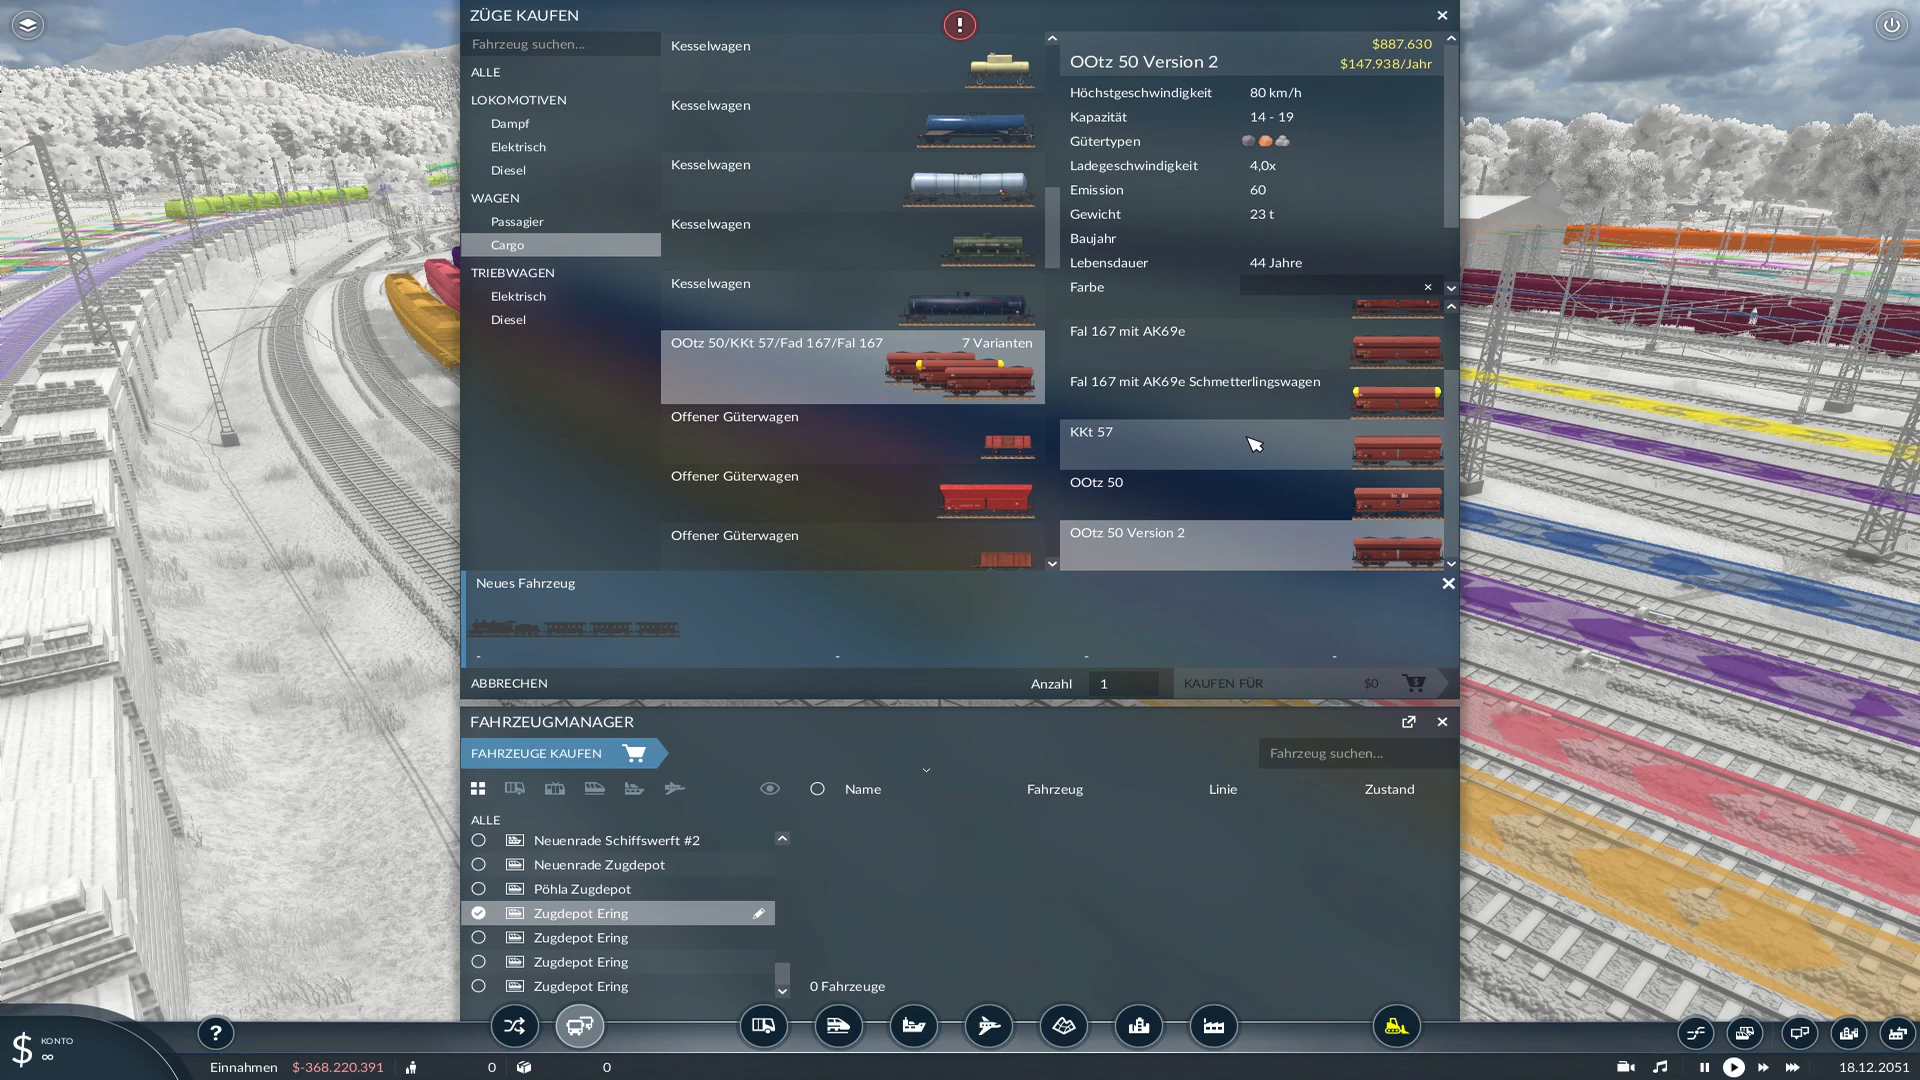 ZÜGE KAUFEN
Fahrzeug suchen...
ALLE
LOKOMOTIVEN
Dampf
Elektrisch
Diesel
WAGEN
Passagier
Cargo
TRIEBWAGEN
Elektrisch
Diesel
Kesselwagen
Kesselwagen
Kesselwagen
Kesselwagen
Kesselwagen
OOtz 50/KKt 57/Fad 167/Fal 167 7 Varianten
Offener Güterwagen
Offener Güterwagen
Offener Güterwagen
$887.630
OOtz 50 Version 2 $147.938/Jahr
Höchstgeschwindigkeit 80 km/h
Kapazität 14 - 19
Gütertypen
Ladegeschwindigkeit 4,0x
Emission 60
Gewicht 23 t
Baujahr
Lebensdauer 44 Jahre
Farbe
Fal 167 mit AK69e
Fal 167 mit AK69e Schmetterlingswagen
KKt 57
OOtz 50
OOtz 50 Version 2
Neues Fahrzeug
- - - -
ABBRECHEN Anzahl 1 KAUFEN FÜR $0
FAHRZEUGMANAGER
FAHRZEUGE KAUFEN Fahrzeug suchen...
Name Fahrzeug Linie Zustand
ALLE
Neuenrade Schiffswerft #2
Neuenrade Zugdepot
Pöhla Zugdepot
Zugdepot Ering
Zugdepot Ering
Zugdepot Ering
Zugdepot Ering
0 Fahrzeuge
$ KONTO
∞
?
Einnahmen $-368.220.391 0 0 18.12.2051